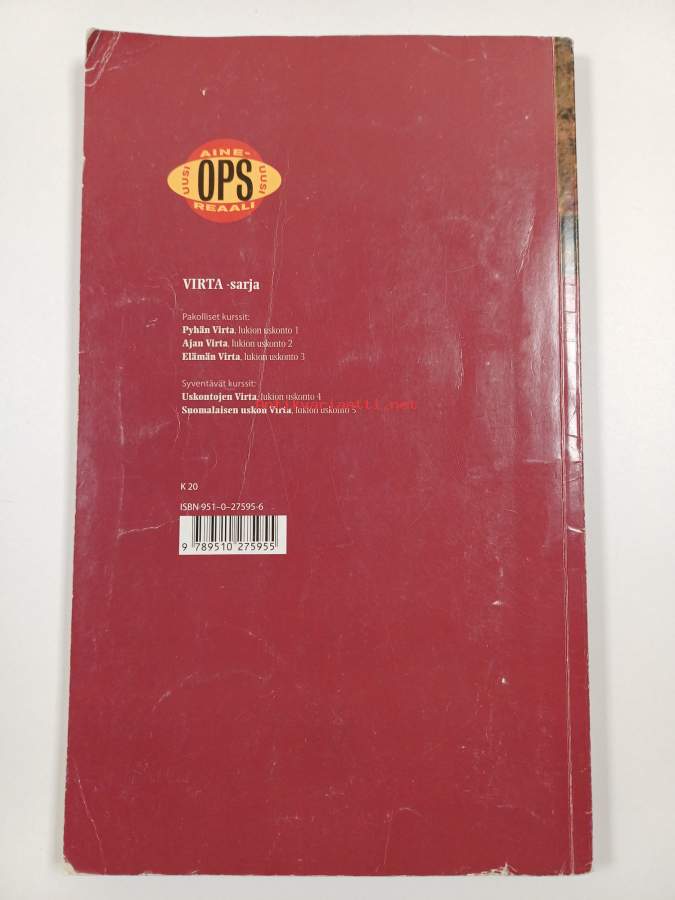 AINE-
UUSI OPS UUSI
REAALI
VIRTA -sarja
Pakolliset kurssit:
Pyhän Virta, lukion uskonto 1
Ajan Virta, lukion uskonto 2
Elämän Virta, lukion uskonto 3
Syventävät kurssit:
Uskontojen Virta, lukion uskonto 4
Suomalaisen uskon Virta, lukion uskonto 5
antikvariaatti.net
K 20
ISBN 951-0-27595-6
9 789510 275955